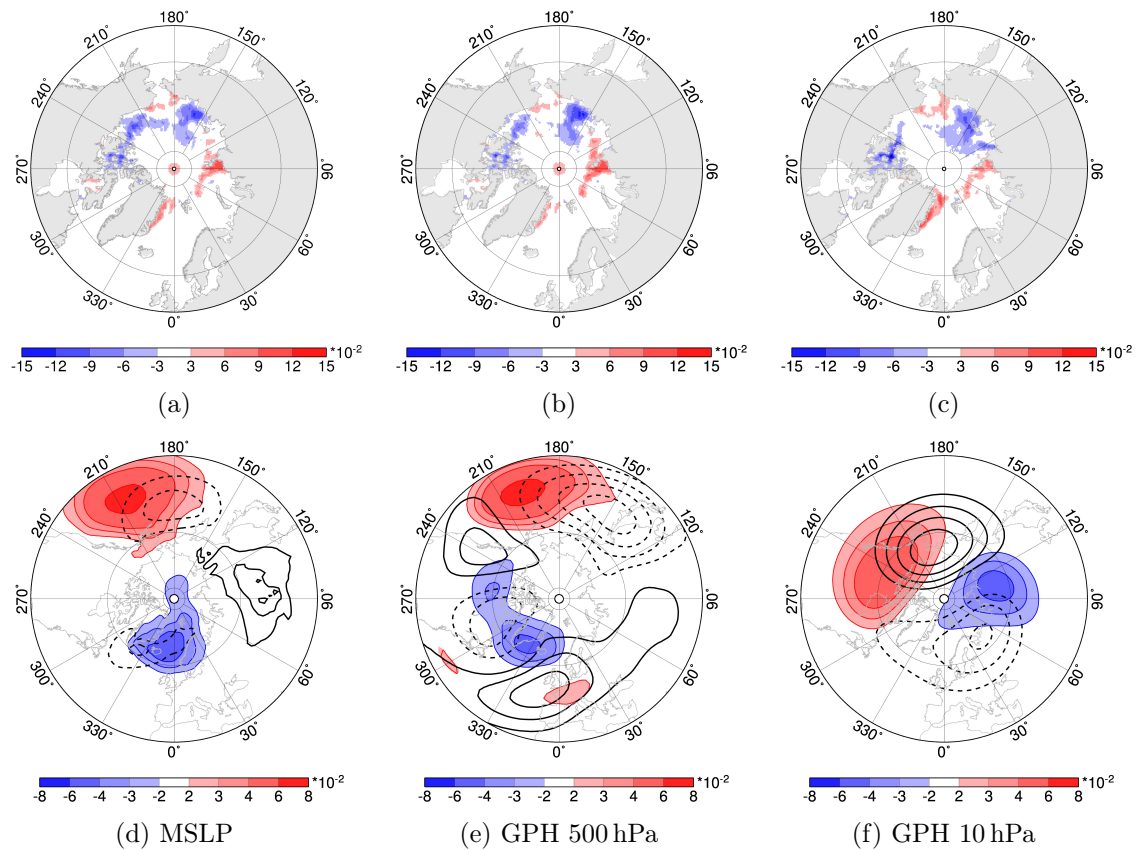 180˚ 180˚ 180˚
210˚ 150˚ 210˚ 150˚ 210˚ 150˚
240˚ 120˚ 240˚ 120˚ 240˚ 120˚
270˚ 90˚ 270˚ 90˚ 270˚ 90˚
300˚ 60˚ 300˚ 60˚ 300˚ 60˚
330˚ 30˚ 330˚ 30˚ 330˚ 30˚
0˚ 0˚ 0˚
*10-2 *10-2 *10-2
-15 -12 -9 -6 -3 3 6 9 12 15 -15 -12 -9 -6 -3 3 6 9 12 15 -15 -12 -9 -6 -3 3 6 9 12 15
(a) (b) (c)
180˚ 180˚ 180˚
210˚ 150˚ 210˚ 150˚ 210˚ 150˚
240˚ 120˚ 240˚ 120˚ 240˚ 120˚
270˚ 90˚ 270˚ 90˚ 270˚ 90˚
300˚ 60˚ 300˚ 60˚ 300˚ 60˚
330˚ 30˚ 330˚ 30˚ 330˚ 30˚
0˚ 0˚ 0˚
*10-2 *10-2 *10-2
-8 -6 -4 -3 -2 2 3 4 6 8 -8 -6 -4 -3 -2 2 3 4 6 8 -8 -6 -4 -3 -2 2 3 4 6 8
(d) MSLP (e) GPH 500 hPa (f) GPH 10 hPa